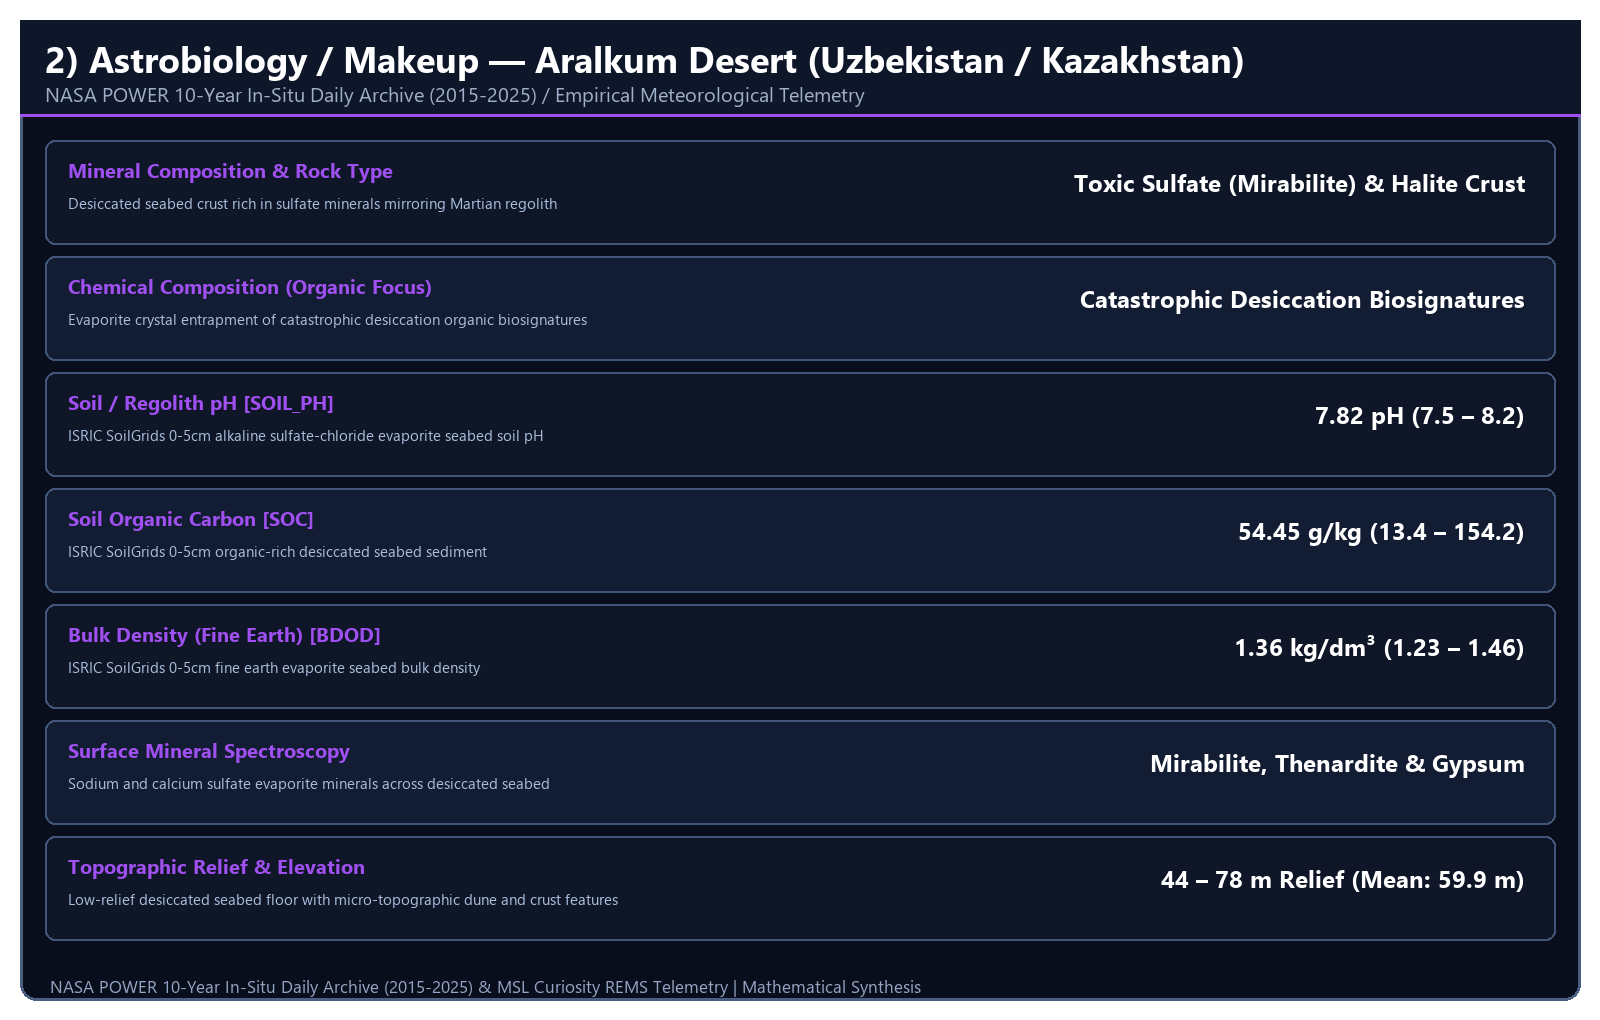 2) Astrobiology / Makeup — Aralkum Desert (Uzbekistan / Kazakhstan)
NASA POWER 10-Year In-Situ Daily Archive (2015-2025) / Empirical Meteorological Telemetry
Mineral Composition & Rock Type
Toxic Sulfate (Mirabilite) & Halite Crust
Desiccated seabed crust rich in sulfate minerals mirroring Martian regolith
Chemical Composition (Organic Focus)
Catastrophic Desiccation Biosignatures
Evaporite crystal entrapment of catastrophic desiccation organic biosignatures
Soil / Regolith pH [SOIL_PH]
7.82 pH (7.5 – 8.2)
ISRIC SoilGrids 0-5cm alkaline sulfate-chloride evaporite seabed soil pH
Soil Organic Carbon [SOC]
54.45 g/kg (13.4 – 154.2)
ISRIC SoilGrids 0-5cm organic-rich desiccated seabed sediment
Bulk Density (Fine Earth) [BDOD]
1.36 kg/dm³ (1.23 – 1.46)
ISRIC SoilGrids 0-5cm fine earth evaporite seabed bulk density
Surface Mineral Spectroscopy
Mirabilite, Thenardite & Gypsum
Sodium and calcium sulfate evaporite minerals across desiccated seabed
Topographic Relief & Elevation
44 – 78 m Relief (Mean: 59.9 m)
Low-relief desiccated seabed floor with micro-topographic dune and crust features
NASA POWER 10-Year In-Situ Daily Archive (2015-2025) & MSL Curiosity REMS Telemetry | Mathematical Synthesis